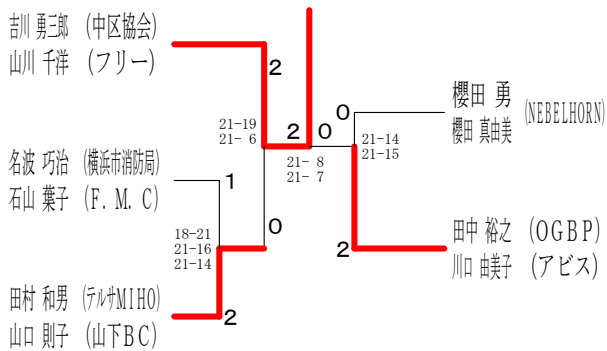 吉川 勇三郎 (中区協会)
山川 千洋 (フリー)
2
21-19
21- 6
2
0
21- 8
21- 7
0
櫻田 勇
櫻田 真由美
(NEBELHORN)
21-14
21-15
名波 巧治 (横浜市消防局)
石山 葉子 (F. M. C)
1
18-21
21-16
21-14
0
2
田中 裕之 (OGBP)
川口 由美子 (アビス)
田村 和男 (テルサMIHO)
山口 則子 (山下BC)
2